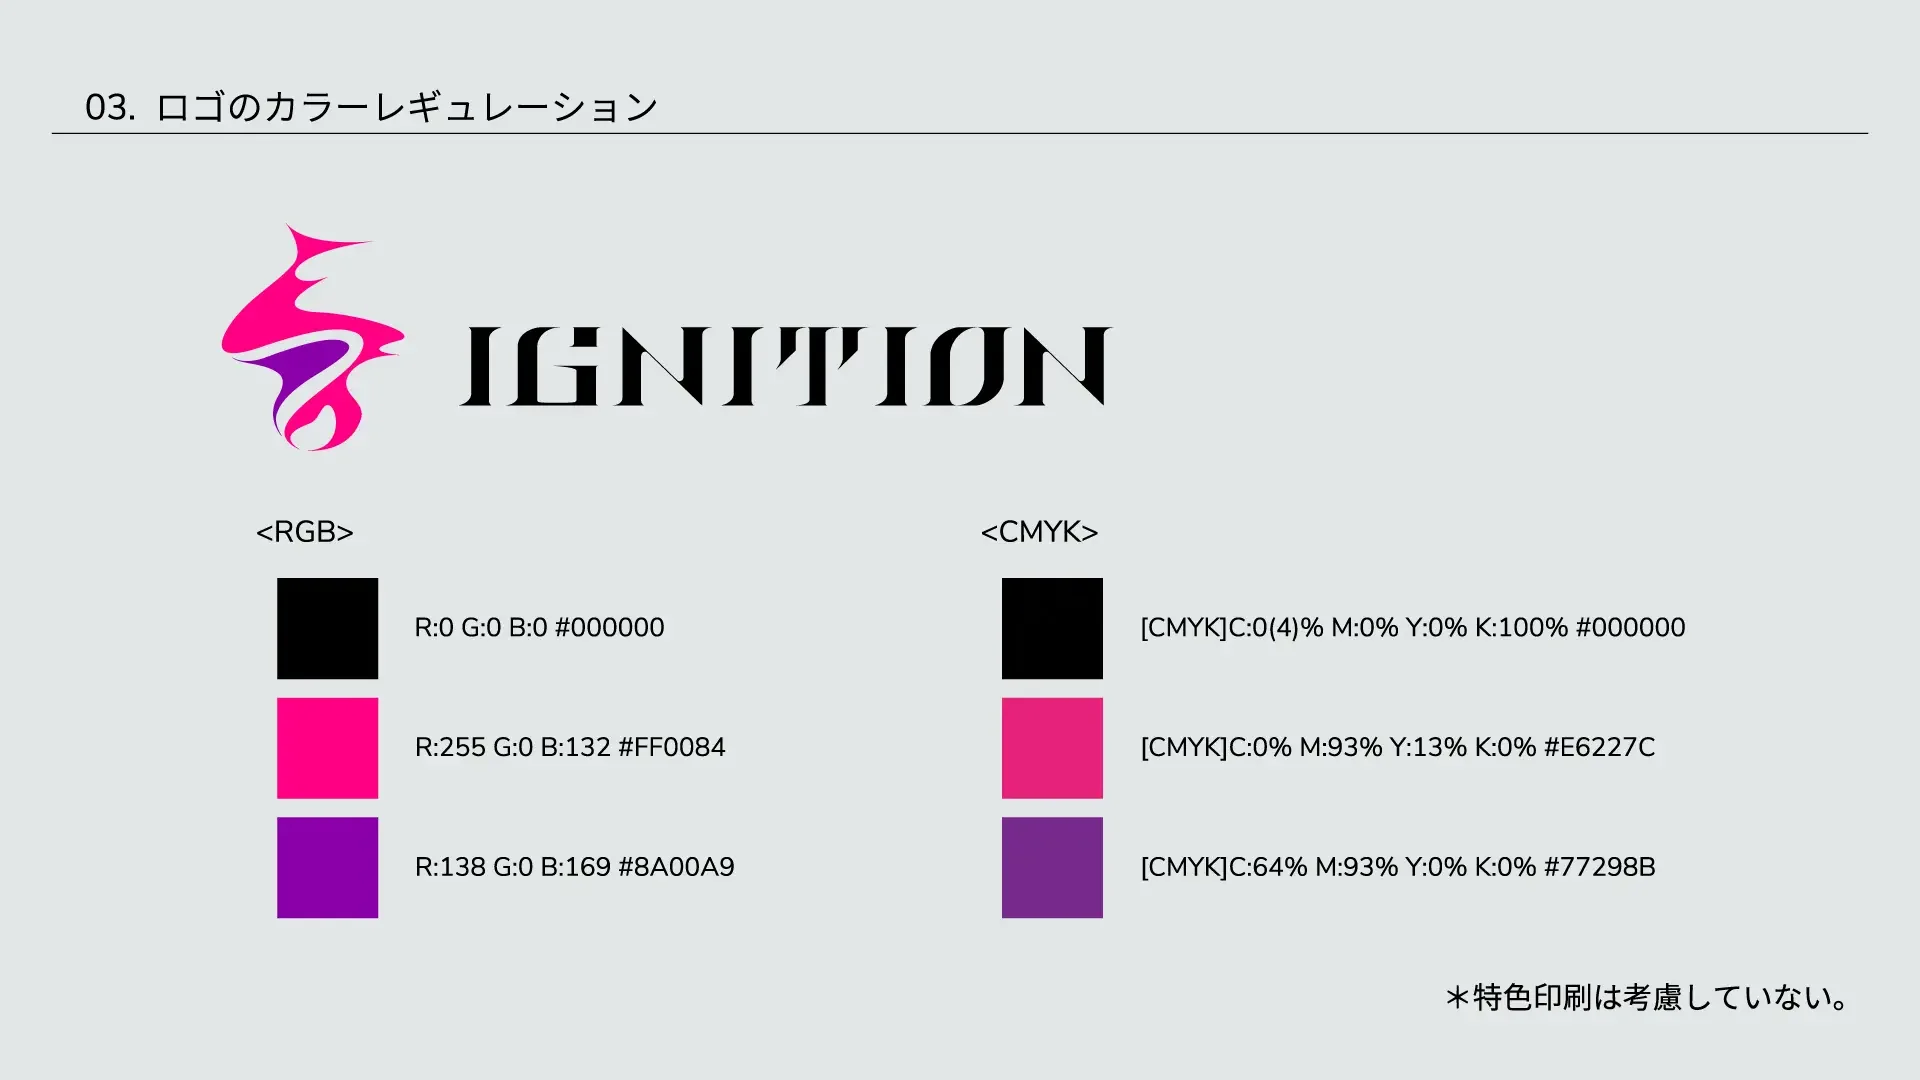 03. ロゴのカラーレギュレーション
IGNITION
<RGB>
R:0 G:0 B:0 #000000
R:255 G:0 B:132 #FF0084
R:138 G:0 B:169 #8A00A9
<CMYK>
[CMYK]C:0(4)% M:0% Y:0% K:100% #000000
[CMYK]C:0% M:93% Y:13% K:0% #E6227C
[CMYK]C:64% M:93% Y:0% K:0% #77298B
＊特色印刷は考慮していない。